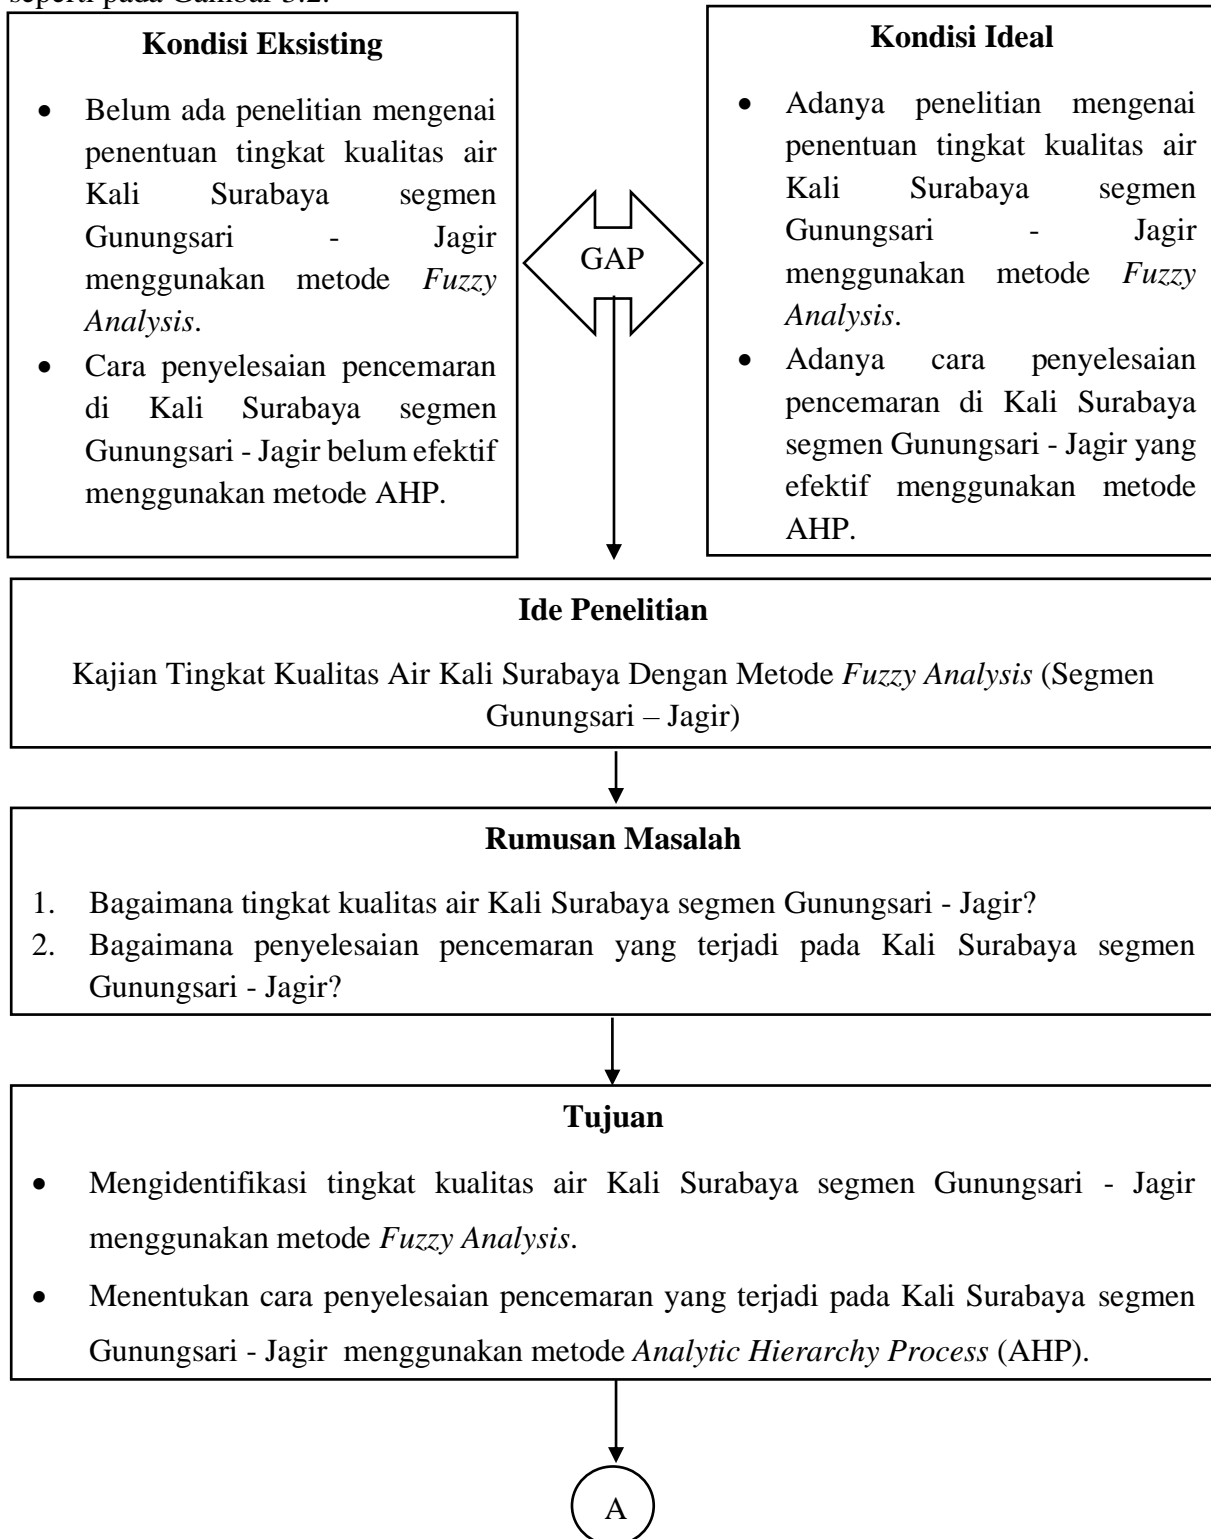 seperti pada Gambar 3.2.
Kondisi Eksisting
• Belum ada penelitian mengenai
penentuan tingkat kualitas air
Kali Surabaya segmen
Gunungsari - Jagir
menggunakan metode Fuzzy
Analysis.
• Cara penyelesaian pencemaran
di Kali Surabaya segmen
Gunungsari - Jagir belum efektif
menggunakan metode AHP.
GAP
Kondisi Ideal
• Adanya penelitian mengenai
penentuan tingkat kualitas air
Kali Surabaya segmen
Gunungsari - Jagir
menggunakan metode Fuzzy
Analysis.
• Adanya cara penyelesaian
pencemaran di Kali Surabaya
segmen Gunungsari - Jagir yang
efektif menggunakan metode
AHP.
Ide Penelitian
Kajian Tingkat Kualitas Air Kali Surabaya Dengan Metode Fuzzy Analysis (Segmen
Gunungsari – Jagir)
Rumusan Masalah
1. Bagaimana tingkat kualitas air Kali Surabaya segmen Gunungsari - Jagir?
2. Bagaimana penyelesaian pencemaran yang terjadi pada Kali Surabaya segmen
Gunungsari - Jagir?
Tujuan
• Mengidentifikasi tingkat kualitas air Kali Surabaya segmen Gunungsari - Jagir
menggunakan metode Fuzzy Analysis.
• Menentukan cara penyelesaian pencemaran yang terjadi pada Kali Surabaya segmen
Gunungsari - Jagir menggunakan metode Analytic Hierarchy Process (AHP).
A